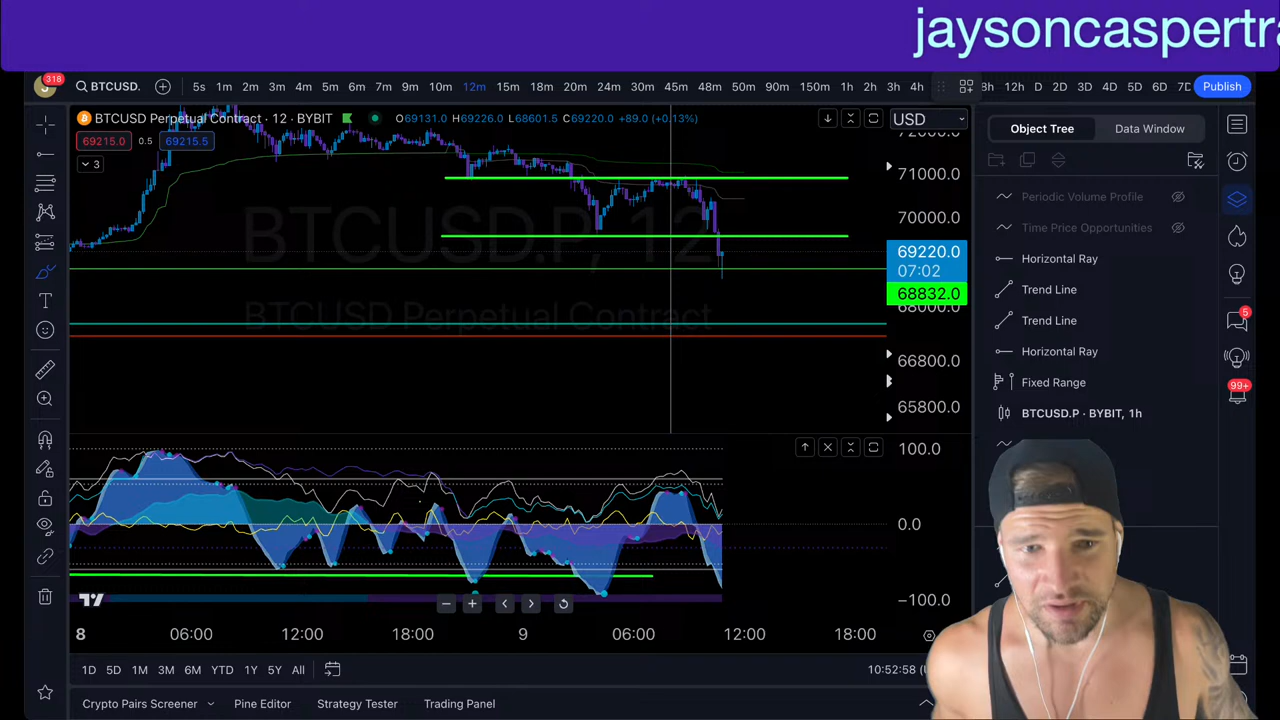 jaysoncaspertra
318
BTCUSD.
5s 1m 2m 3m 4m 5m 6m 7m 9m 10m 12m 15m 18m 20m 24m 30m 45m 48m 50m 90m 150m 1h 2h 3h 4h 8h 12h D 2D 3D 4D 5D 6D 7D
Publish
BTCUSD Perpetual Contract · 12 · BYBIT
O69131.0 H69226.0 L68601.5 C69220.0 +89.0 (+0.13%)
USD
69215.0 0.5 69215.5
3
72000.0
71000.0
70000.0
69220.0
07:02
68832.0
68000.0
66800.0
65800.0
BTCUSD.P, 12
BTCUSD Perpetual Contract
Object Tree
Data Window
Periodic Volume Profile
Time Price Opportunities
Horizontal Ray
Trend Line
Trend Line
Horizontal Ray
Fixed Range
BTCUSD.P · BYBIT, 1h
5
99+
100.0
0.0
−100.0
8 06:00 12:00 18:00 9 06:00 12:00 18:00
1D 5D 1M 3M 6M YTD 1Y 5Y All
10:52:58 (U
Crypto Pairs Screener Pine Editor Strategy Tester Trading Panel